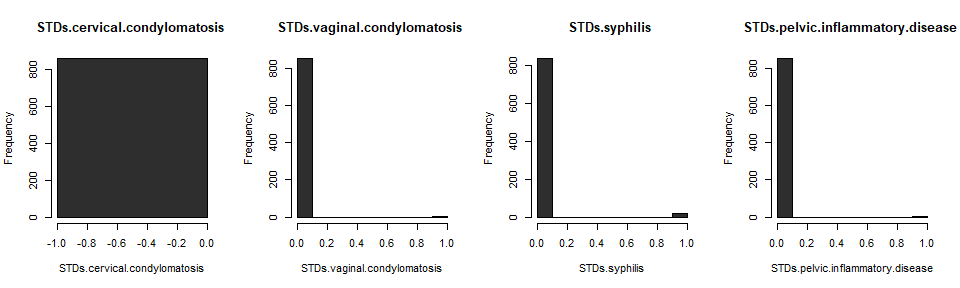 STDs.cervical.condylomatosis
Frequency
0 200 400 600 800
-1.0 -0.8 -0.6 -0.4 -0.2 0.0
STDs.cervical.condylomatosis
STDs.vaginal.condylomatosis
Frequency
0 200 400 600 800
0.0 0.2 0.4 0.6 0.8 1.0
STDs.vaginal.condylomatosis
STDs.syphilis
Frequency
0 200 400 600 800
0.0 0.2 0.4 0.6 0.8 1.0
STDs.syphilis
STDs.pelvic.inflammatory.disease
Frequency
0 200 400 600 800
0.0 0.2 0.4 0.6 0.8 1.0
STDs.pelvic.inflammatory.disease